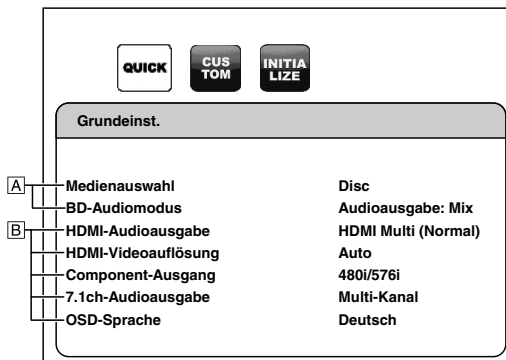 QUICK
CUS
TOM
INITIA
LIZE
Grundeinst.
A
Medienauswahl Disc
BD-Audiomodus Audioausgabe: Mix
B
HDMI-Audioausgabe HDMI Multi (Normal)
HDMI-Videoauflösung Auto
Component-Ausgang 480i/576i
7.1ch-Audioausgabe Multi-Kanal
OSD-Sprache Deutsch